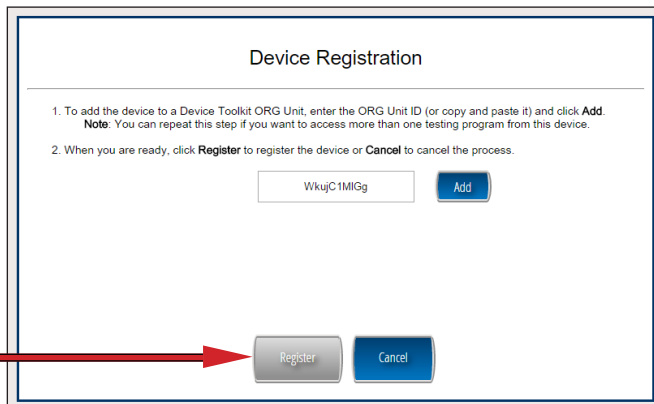 Device Registration
1. To add the device to a Device Toolkit ORG Unit, enter the ORG Unit ID (or copy and paste it) and click Add.
Note: You can repeat this step if you want to access more than one testing program from this device.
2. When you are ready, click Register to register the device or Cancel to cancel the process.
WkujC1MlGg Add
Register Cancel